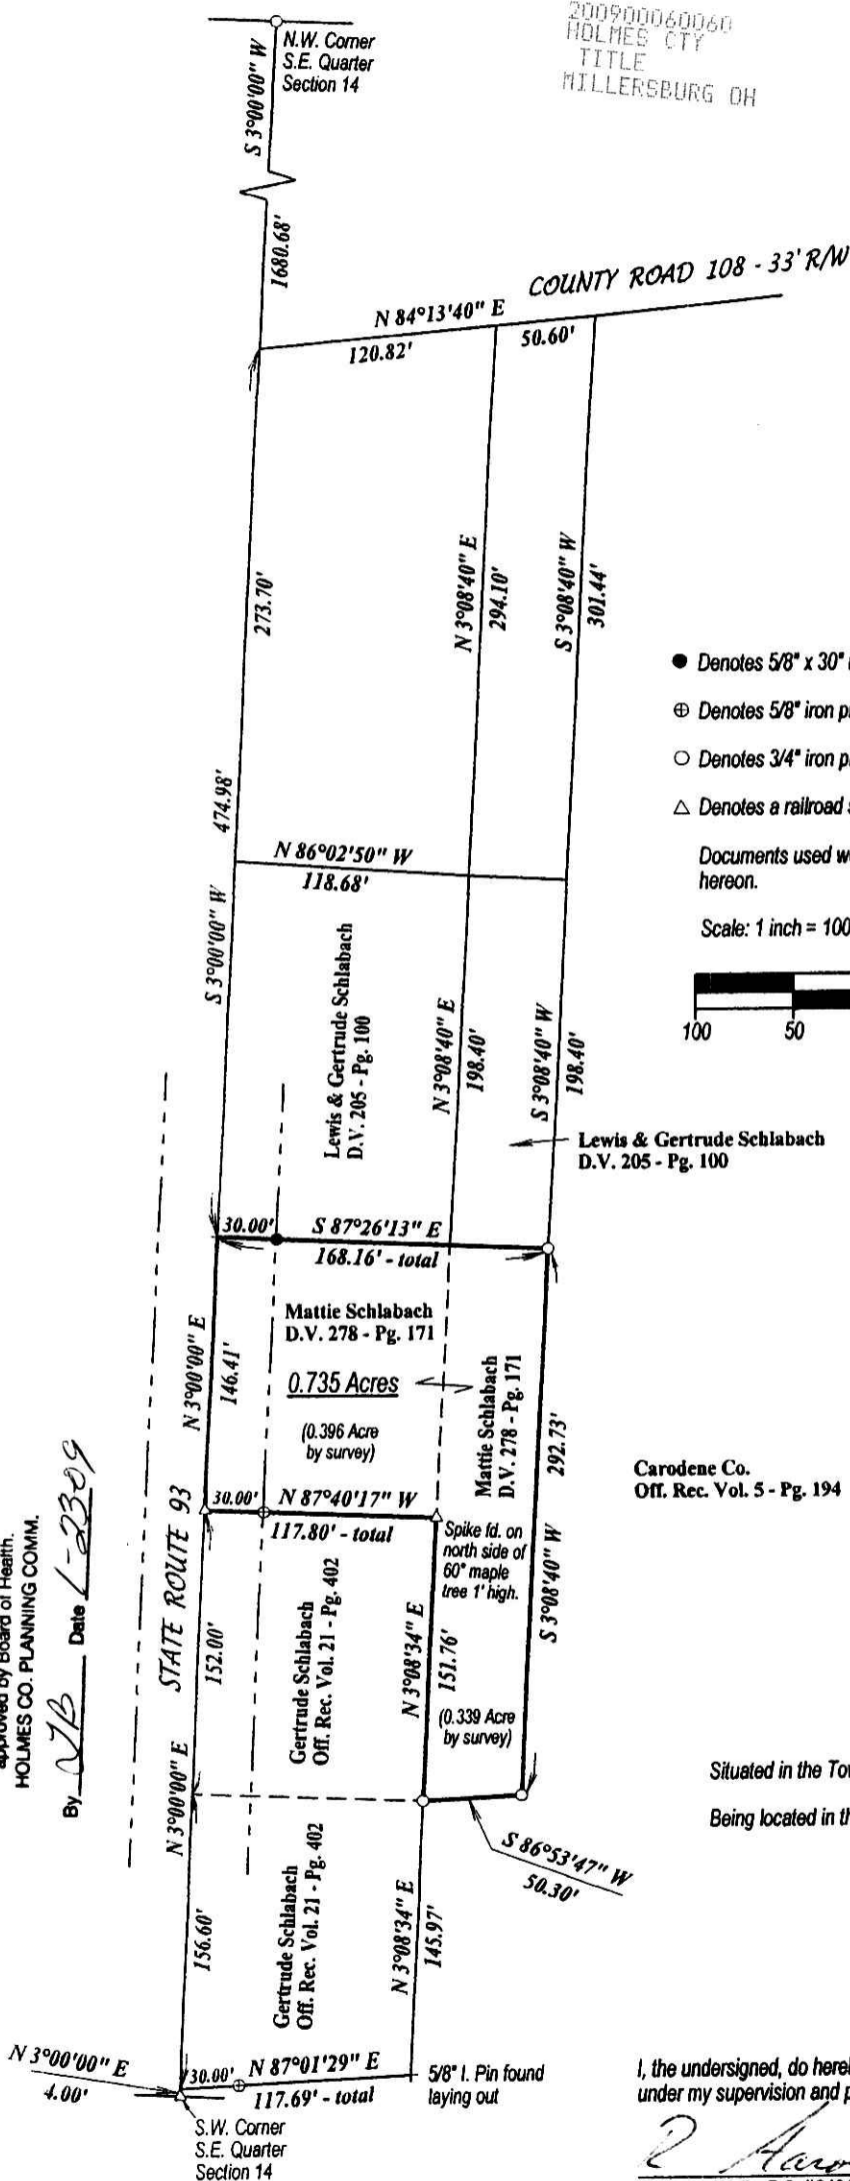 200900060060
HOLMES CTY
TITLE
MILLERSBURG OH
N.W. Corner
S.E. Quarter
Section 14
S 3°00'00" W
1680.68'
COUNTY ROAD 108 - 33' R/W
N 84°13'40" E
120.82'
50.60'
273.70'
N 3°08'40" E
294.10'
S 3°08'40" W
301.44'
Denotes 5/8" x 30"
Denotes 5/8" iron
Denotes 3/4" iron
Denotes a railroad
Documents used
hereon.
Scale: 1 inch = 100
100 50
474.98'
S 3°00'00" W
N 86°02'50" W
118.68'
Lewis & Gertrude Schlabach
D.V. 205 - Pg. 100
N 3°08'40" E
198.40'
S 3°08'40" W
198.40'
Lewis & Gertrude Schlabach
D.V. 205 - Pg. 100
30.00' S 87°26'13" E
168.16' - total
N 3°00'00" E
146.41'
Mattie Schlabach
D.V. 278 - Pg. 171
0.735 Acres
(0.396 Acre
by survey)
Mattie Schlabach
D.V. 278 - Pg. 171
292.73'
S 3°08'40" W
Carodene Co.
Off. Rec. Vol. 5 - Pg. 194
30.00' N 87°40'17" W
117.80' - total
Spike fd. on
north side of
60" maple
tree 1' high.
STATE ROUTE 93
approved by Board of Health.
HOLMES CO. PLANNING COMM.
By Date
152.00'
N 3°00'00" E
Gertrude Schlabach
Off. Rec. Vol. 21 - Pg. 402
N 3°08'34" E
151.76'
(0.339 Acre
by survey)
S 86°53'47" W
50.30'
Situated in the
Being located in
156.60'
Gertrude Schlabach
Off. Rec. Vol. 21 - Pg. 402
N 3°08'34" E
145.97'
N 3°00'00" E
4.00'
30.00' N 87°01'29" E
117.69' - total
5/8" I. Pin found
laying out
S.W. Corner
S.E. Quarter
Section 14
I, the undersigned, do
under my supervision and